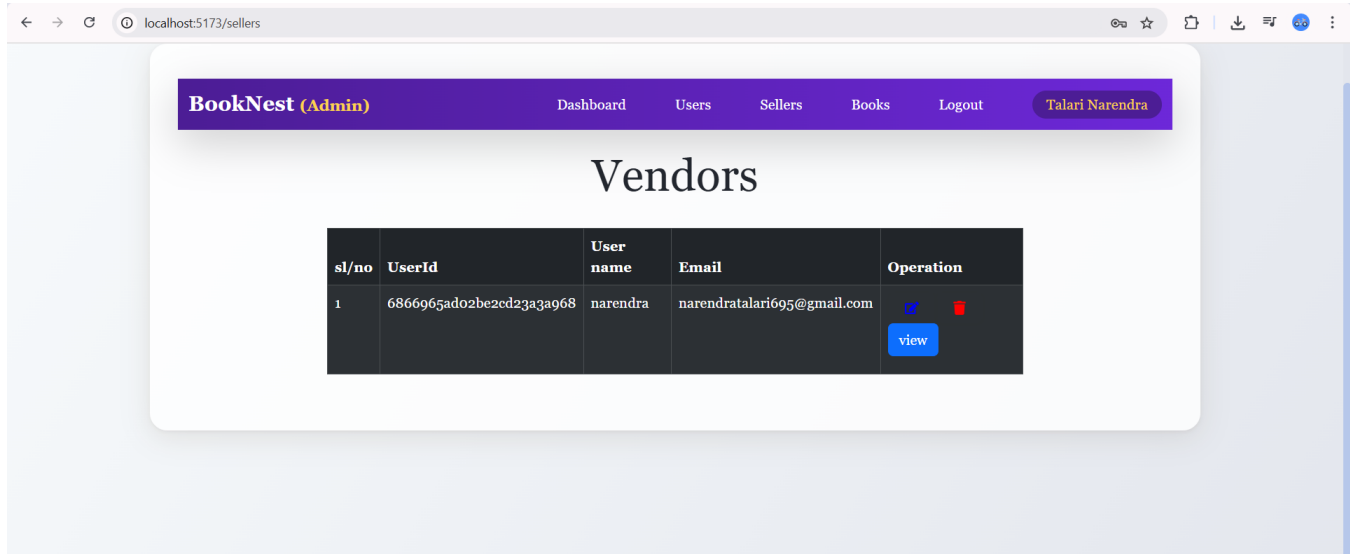 localhost:5173/sellers
BookNest (Admin) Dashboard Users Sellers Books Logout Talari Narendra
Vendors
sl/no UserId User name Email Operation
1 6866965ad02be2cd23a3a968 narendra narendratalari695@gmail.com
view